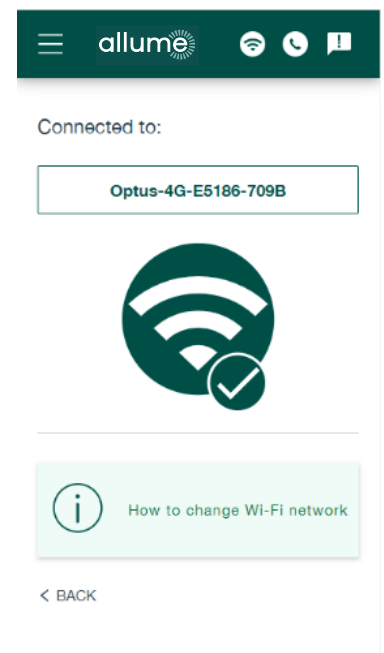 allume
Connected to:
Optus-4G-E5186-709B
How to change Wi-Fi network
< BACK